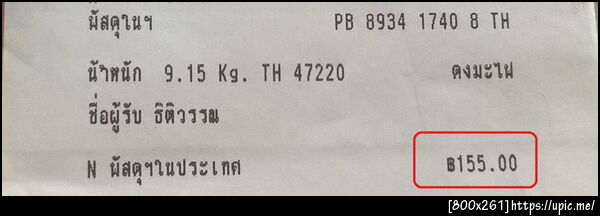 พัสดุในฯ PB 8934 1740 8 TH
น้ำหนัก 9.15 Kg. TH 47220 ดงมะไฟ
ชื่อผู้รับ ธิติวรรณ
N พัสดุฯในประเทศ ฿155.00
[800x261]https://upic.me/